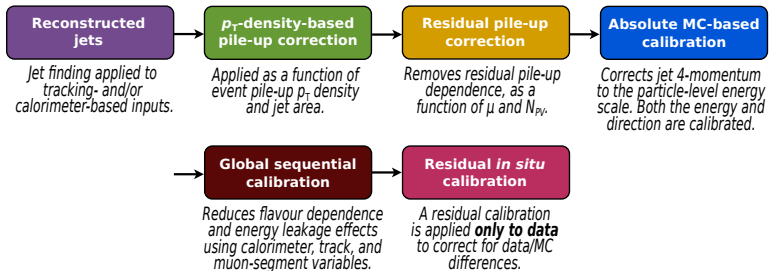 Reconstructed
jets
Jet finding applied to
tracking- and/or
calorimeter-based inputs.
pT-density-based
pile-up correction
Applied as a function of
event pile-up pT density
and jet area.
Residual pile-up
correction
Removes residual pile-up
dependence, as a
function of µ and NPV.
Absolute MC-based
calibration
Corrects jet 4-momentum
to the particle-level energy
scale. Both the energy and
direction are calibrated.
Global sequential
calibration
Reduces flavour dependence
and energy leakage effects
using calorimeter, track, and
muon-segment variables.
Residual in situ
calibration
A residual calibration
is applied only to data
to correct for data/MC
differences.